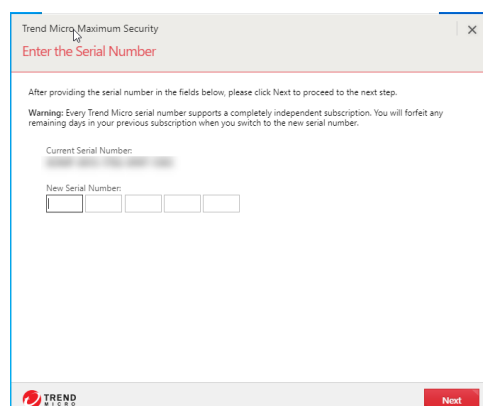 Trend Micro Maximum Security
Enter the Serial Number
After providing the serial number in the fields below, please click Next to proceed to the next step.
Warning: Every Trend Micro serial number supports a completely independent subscription. You will forfeit any
remaining days in your previous subscription when you switch to the new serial number.
Current Serial Number:
New Serial Number:
TREND
MICRO
Next